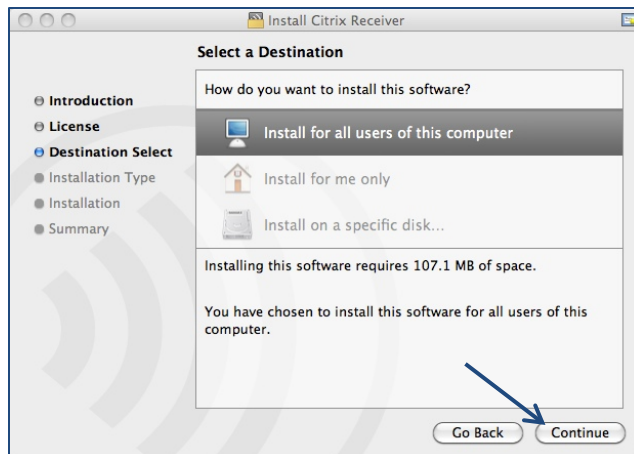 Install Citrix Receiver
Select a Destination
Introduction
License
Destination Select
Installation Type
Installation
Summary
How do you want to install this software?
Install for all users of this computer
Install for me only
Install on a specific disk...
Installing this software requires 107.1 MB of space.
You have chosen to install this software for all users of this
computer.
Go Back
Continue